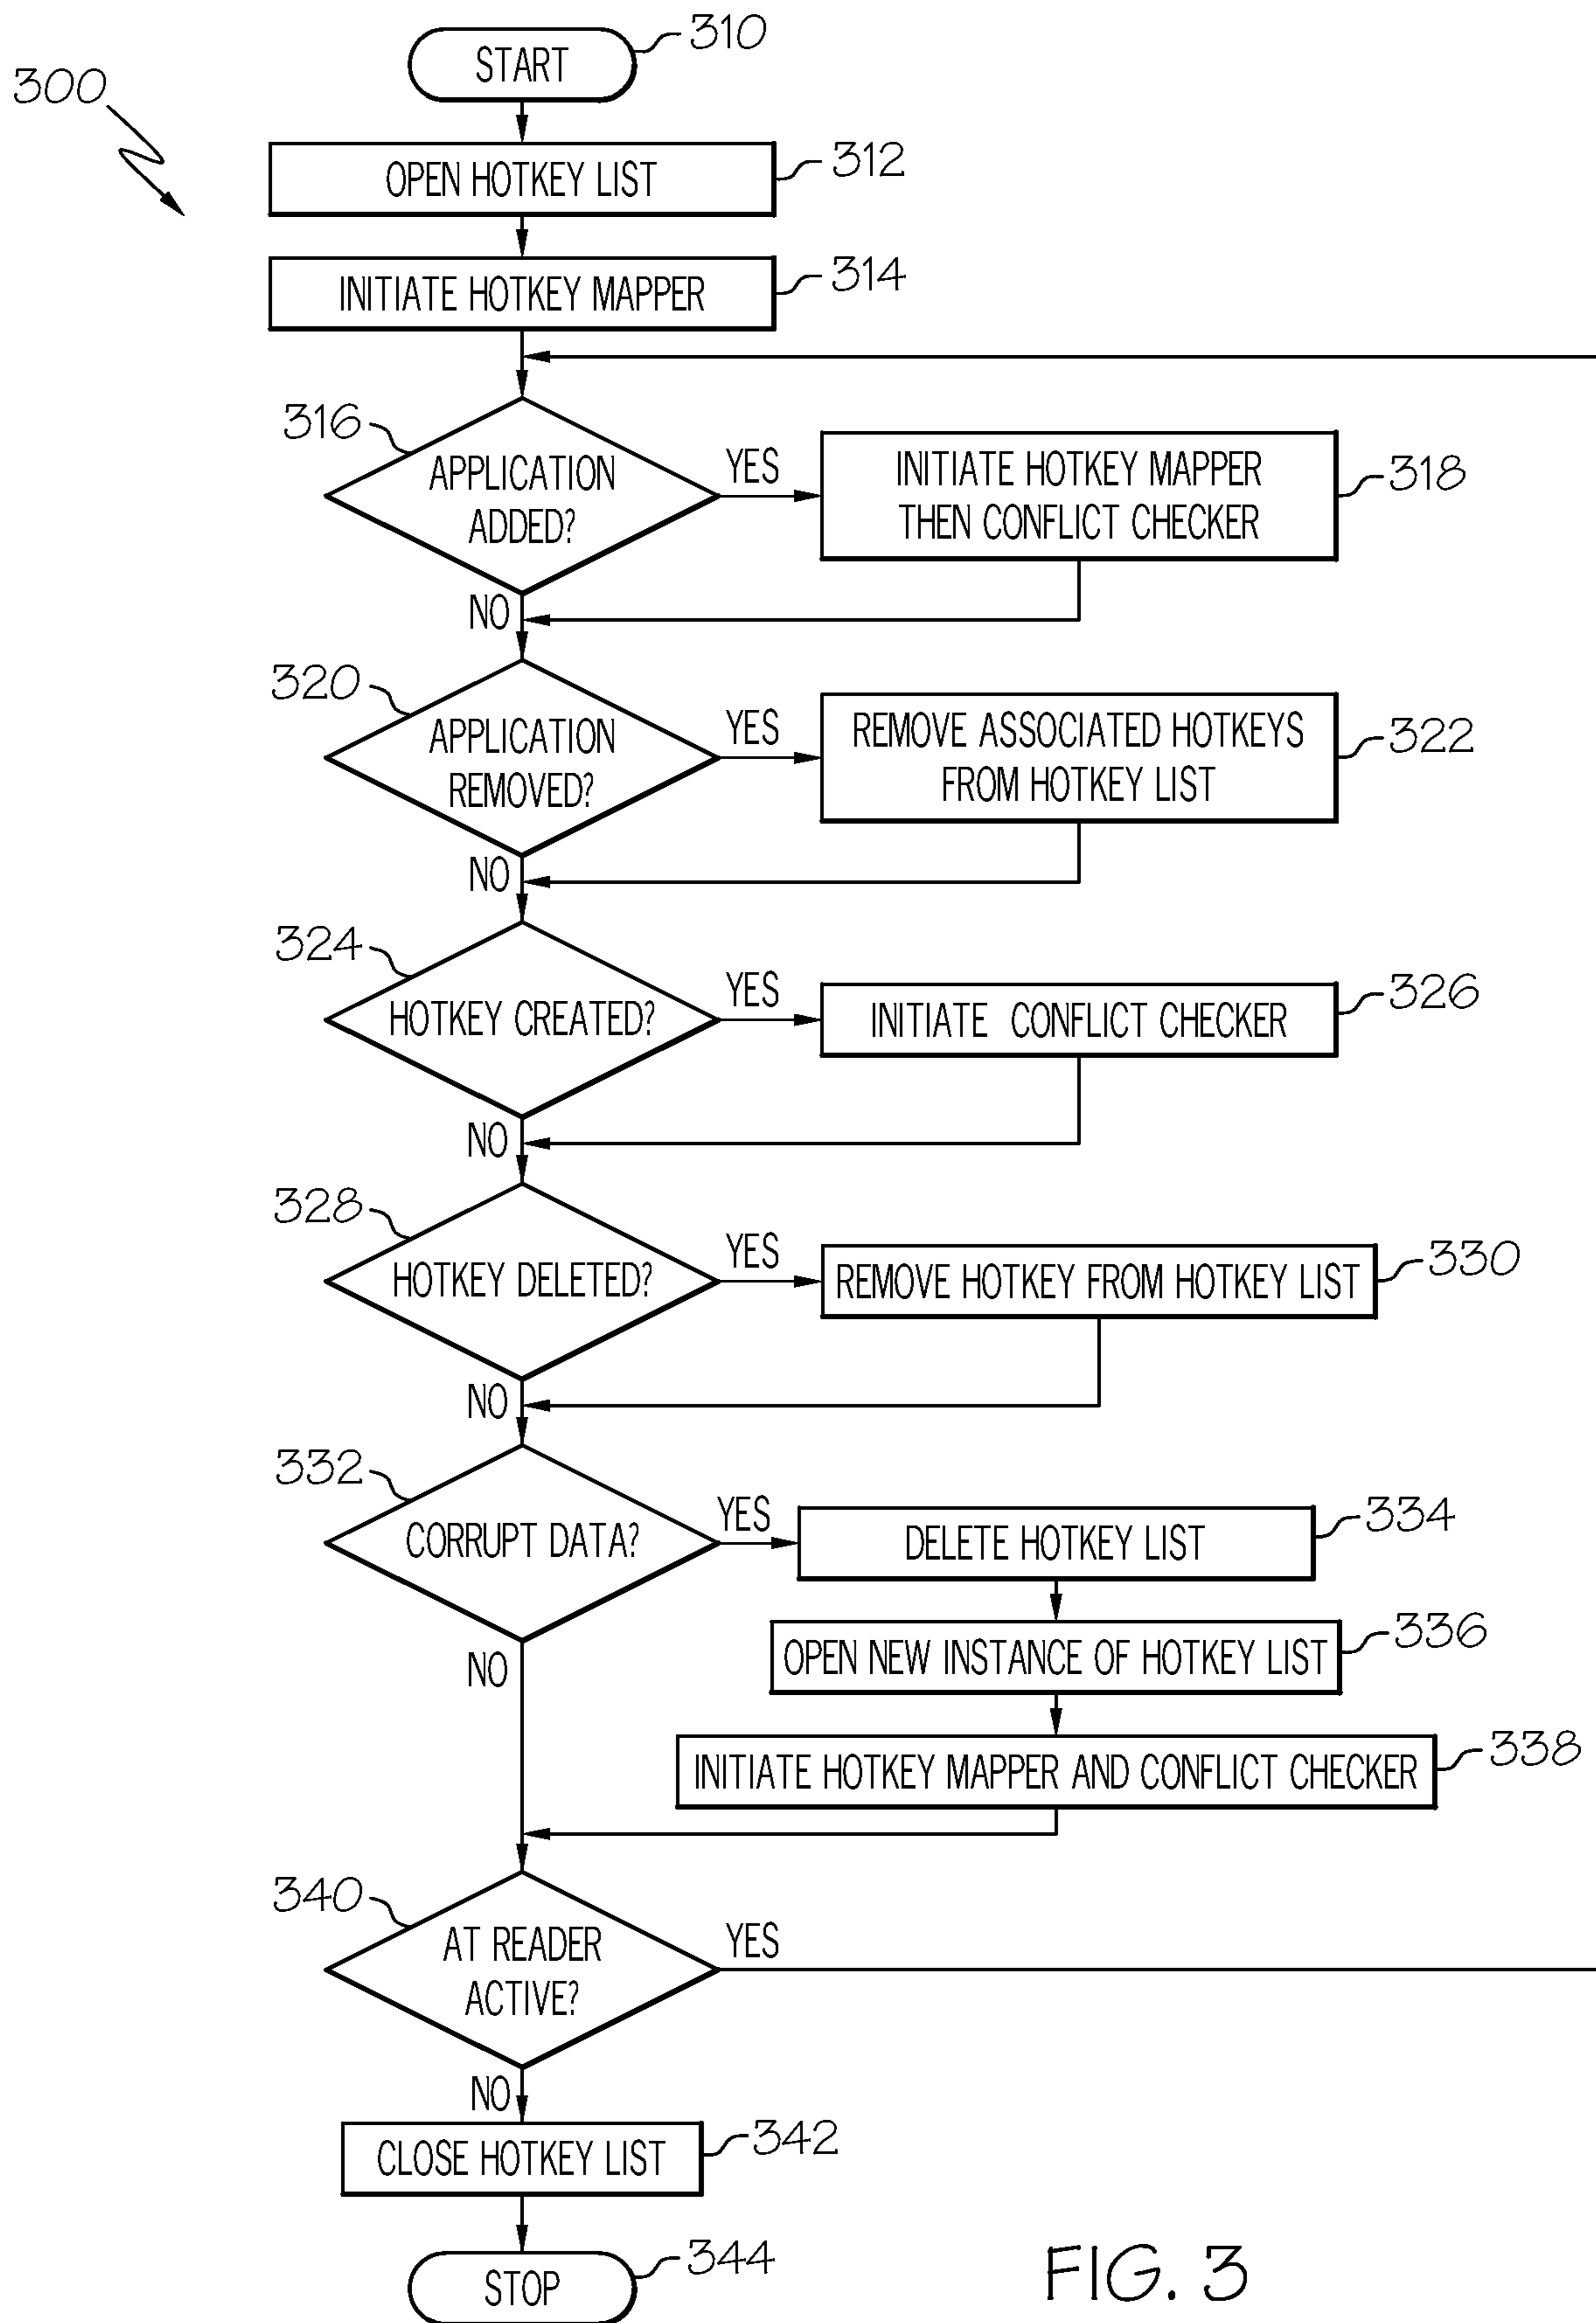 310
START
300
OPEN HOTKEY LIST
312
INITIATE HOTKEY MAPPER
314
316
APPLICATION
ADDED?
YES
INITIATE HOTKEY MAPPER
THEN CONFLICT CHECKER
318
NO
320
APPLICATION
REMOVED?
YES
REMOVE ASSOCIATED HOTKEYS
FROM HOTKEY LIST
322
NO
324
HOTKEY CREATED?
YES
INITIATE CONFLICT CHECKER
326
NO
328
HOTKEY DELETED?
YES
REMOVE HOTKEY FROM HOTKEY LIST
330
NO
332
CORRUPT DATA?
YES
DELETE HOTKEY LIST
334
OPEN NEW INSTANCE OF HOTKEY LIST
336
NO
INITIATE HOTKEY MAPPER AND CONFLICT CHECKER
338
340
AT READER
ACTIVE?
YES
NO
CLOSE HOTKEY LIST
342
STOP
344
FIG. 3